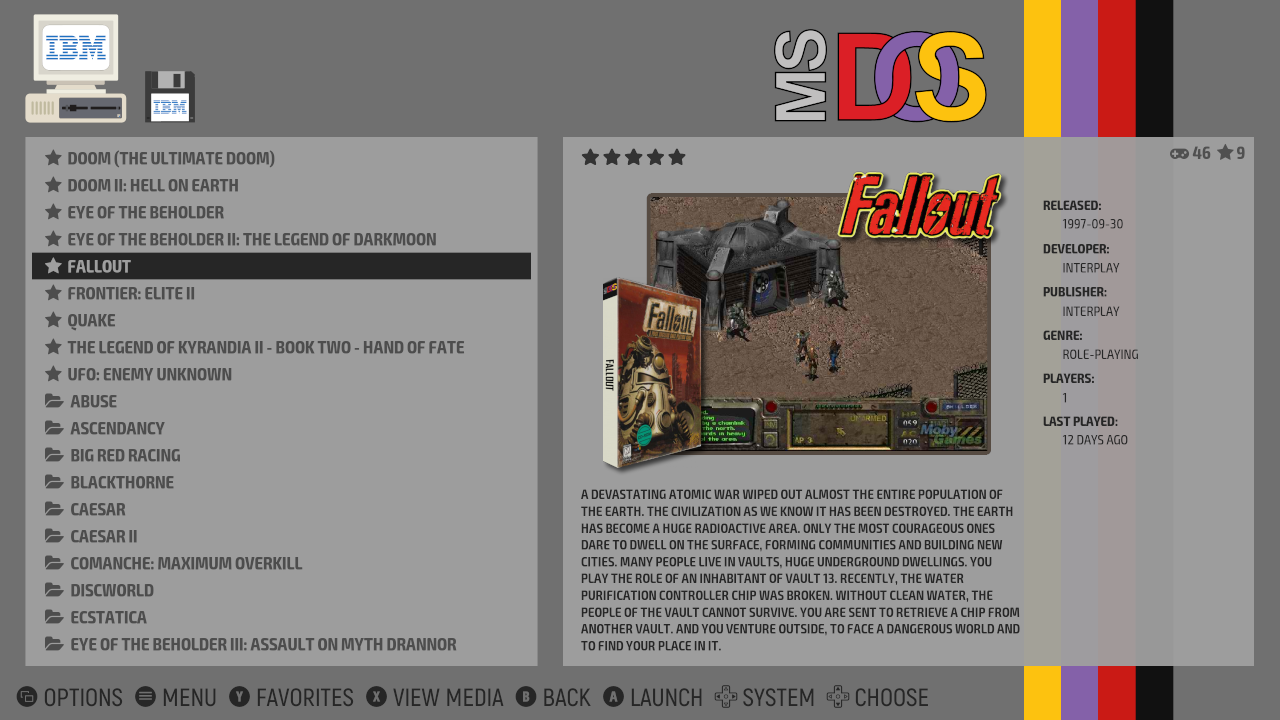 IBM
IBM
MS
DOS
DOOM (THE ULTIMATE DOOM)
DOOM II: HELL ON EARTH
EYE OF THE BEHOLDER
EYE OF THE BEHOLDER II: THE LEGEND OF DARKMOON
FALLOUT
FRONTIER: ELITE II
QUAKE
THE LEGEND OF KYRANDIA II - BOOK TWO - HAND OF FATE
UFO: ENEMY UNKNOWN
ABUSE
ASCENDANCY
BIG RED RACING
BLACKTHORNE
CAESAR
CAESAR II
COMANCHE: MAXIMUM OVERKILL
DISCWORLD
ECSTATICA
EYE OF THE BEHOLDER III: ASSAULT ON MYTH DRANNOR
46 9
Fallout
Fallout
FALLOUT
Moby
Games
RELEASED:
1997-09-30
DEVELOPER:
INTERPLAY
PUBLISHER:
INTERPLAY
GENRE:
ROLE-PLAYING
PLAYERS:
1
LAST PLAYED:
12 DAYS AGO
A DEVASTATING ATOMIC WAR WIPED OUT ALMOST THE ENTIRE POPULATION OF
THE EARTH. THE CIVILIZATION AS WE KNOW IT HAS BEEN DESTROYED. THE EARTH
HAS BECOME A HUGE RADIOACTIVE AREA. ONLY THE MOST COURAGEOUS ONES
DARE TO DWELL ON THE SURFACE, FORMING COMMUNITIES AND BUILDING NEW
CITIES. MANY PEOPLE LIVE IN VAULTS, HUGE UNDERGROUND DWELLINGS. YOU
PLAY THE ROLE OF AN INHABITANT OF VAULT 13. RECENTLY, THE WATER
PURIFICATION CONTROLLER CHIP WAS BROKEN. WITHOUT CLEAN WATER, THE
PEOPLE OF THE VAULT CANNOT SURVIVE. YOU ARE SENT TO RETRIEVE A CHIP FROM
ANOTHER VAULT. AND YOU VENTURE OUTSIDE, TO FACE A DANGEROUS WORLD AND
TO FIND YOUR PLACE IN IT.
OPTIONS MENU Y FAVORITES X VIEW MEDIA B BACK A LAUNCH SYSTEM CHOOSE